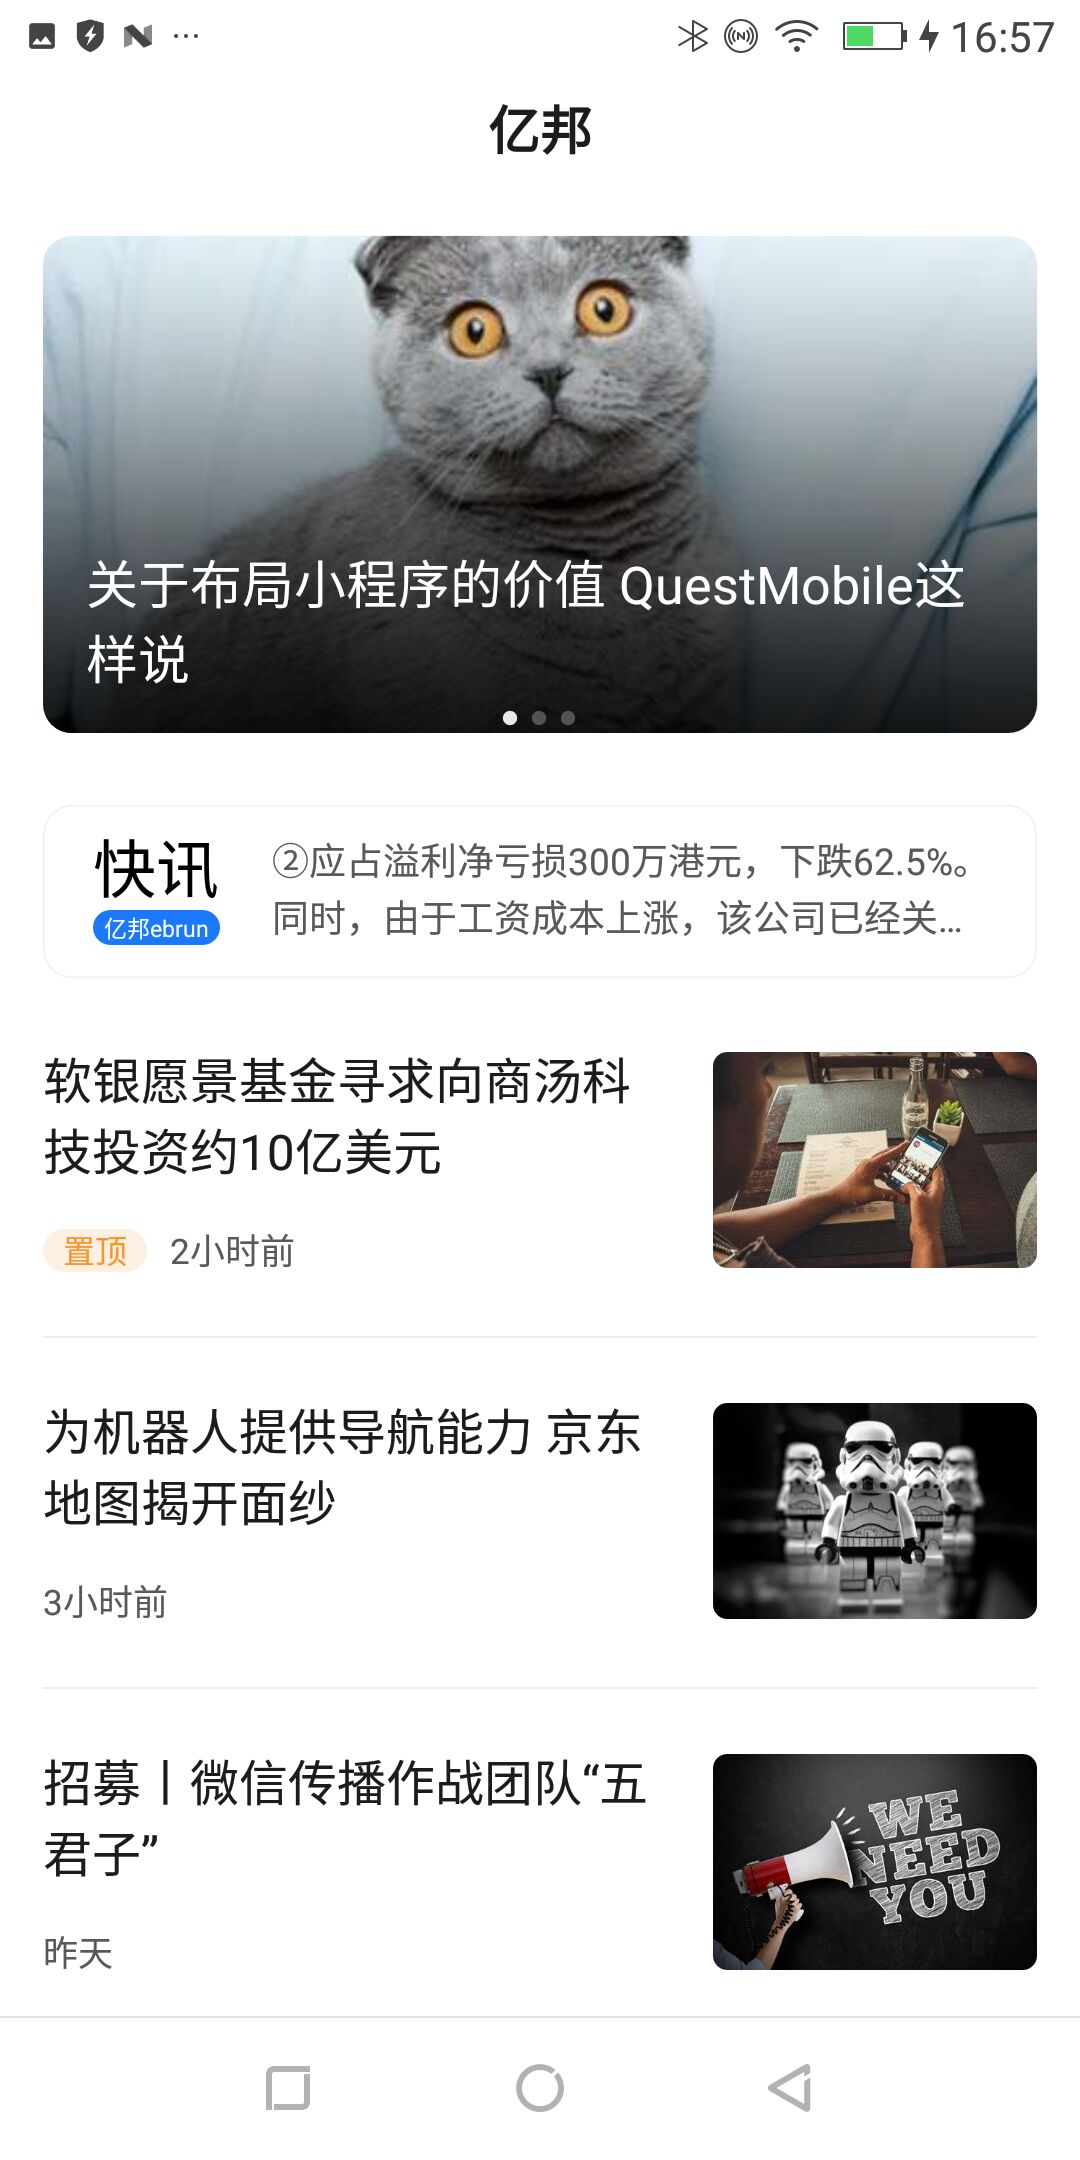 16:57
亿邦
关于布局小程序的价值 QuestMobile这
样说
快讯
亿邦ebrun
②应占溢利净亏损300万港元，下跌62.5%。
同时，由于工资成本上涨，该公司已经关...
软银愿景基金寻求向商汤科
技投资约10亿美元
置顶 2小时前
为机器人提供导航能力 京东
地图揭开面纱
3小时前
招募丨微信传播作战团队“五
君子”
昨天
WE
NEED
YOU